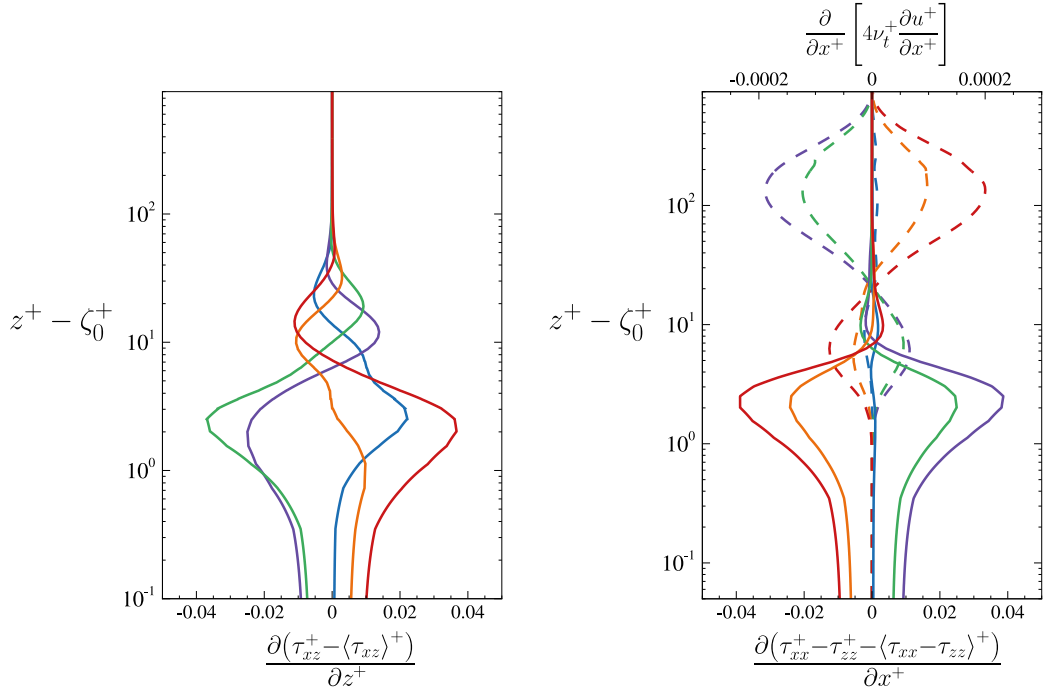 ∂/∂x⁺ [4ν_t⁺ ∂u⁺/∂x⁺]
-0.0002 0 0.0002
z⁺ − ζ₀⁺
10²
10¹
10⁰
10⁻¹
-0.04 -0.02 0 0.02 0.04
∂(τ_xz⁺ − ⟨τ_xz⟩⁺)/∂z⁺
z⁺ − ζ₀⁺
10²
10¹
10⁰
10⁻¹
-0.04 -0.02 0 0.02 0.04
∂(τ_xx⁺ − τ_zz⁺ − ⟨τ_xx − τ_zz⟩⁺)/∂x⁺